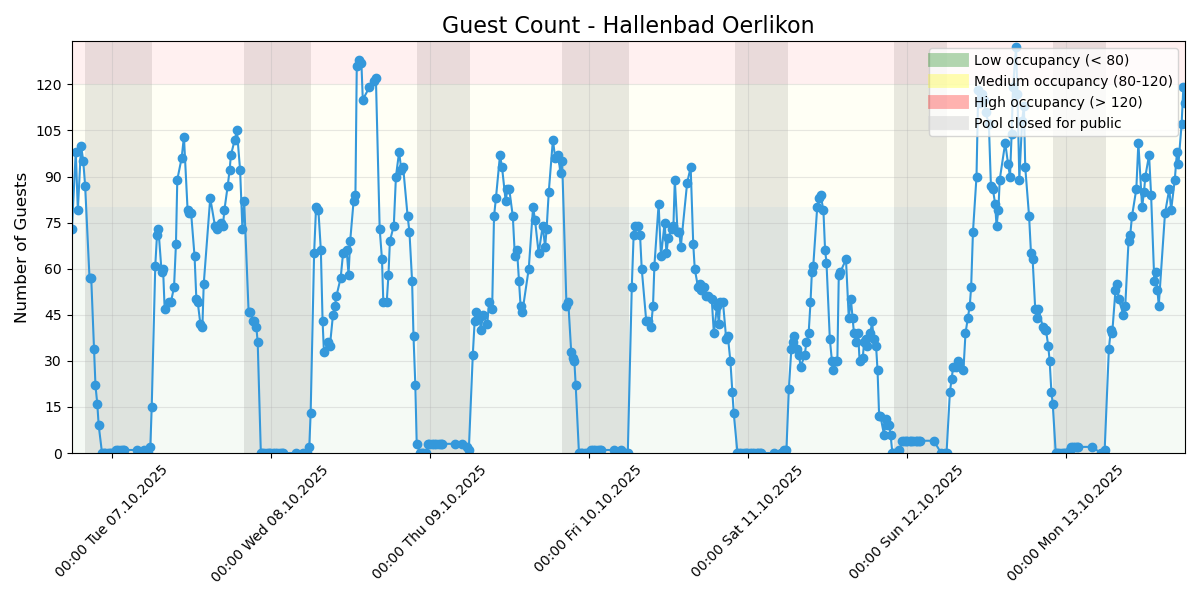 Guest Count - Hallenbad Oerlikon
Number of Guests
120
105
90
75
60
45
30
15
0
Low occupancy (< 80)
Medium occupancy (80-120)
High occupancy (> 120)
Pool closed for public
00:00 Tue 07.10.2025
00:00 Wed 08.10.2025
00:00 Thu 09.10.2025
00:00 Fri 10.10.2025
00:00 Sat 11.10.2025
00:00 Sun 12.10.2025
00:00 Mon 13.10.2025